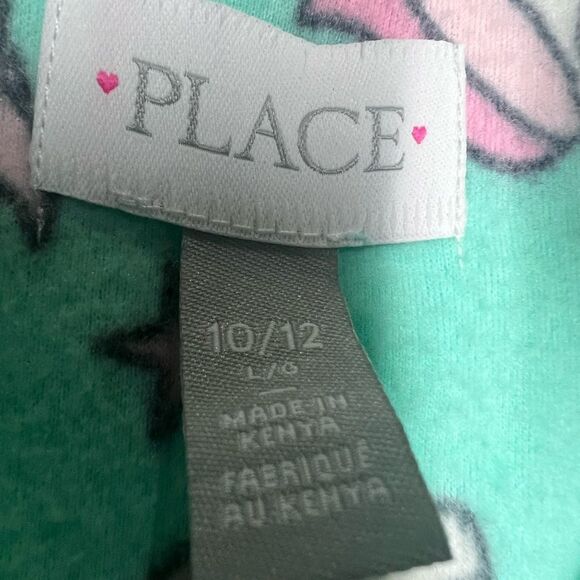 PLACE
10/12
L/G
MADE IN
KENYA
FABRIQUÉ
AU KENYA